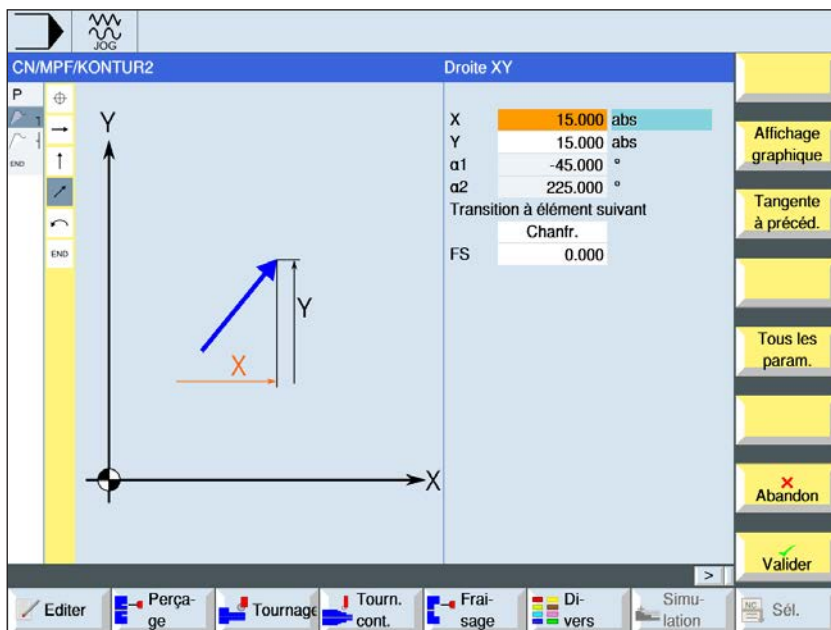 JOG
CN/MPF/KONTUR2
Droite XY
P
END
END
Y
X
Y
X
X 15.000 abs
Y 15.000 abs
α1 -45.000 °
α2 225.000 °
Transition à élément suivant
Chanfr.
FS 0.000
Affichage
graphique
Tangente
à précéd.
Tous les
param.
Abandon
Valider
>
Editer
Perça-
ge
Tournage
Tourn.
cont.
Frai-
sage
Di-
vers
Simu-
lation
NC
Sél.